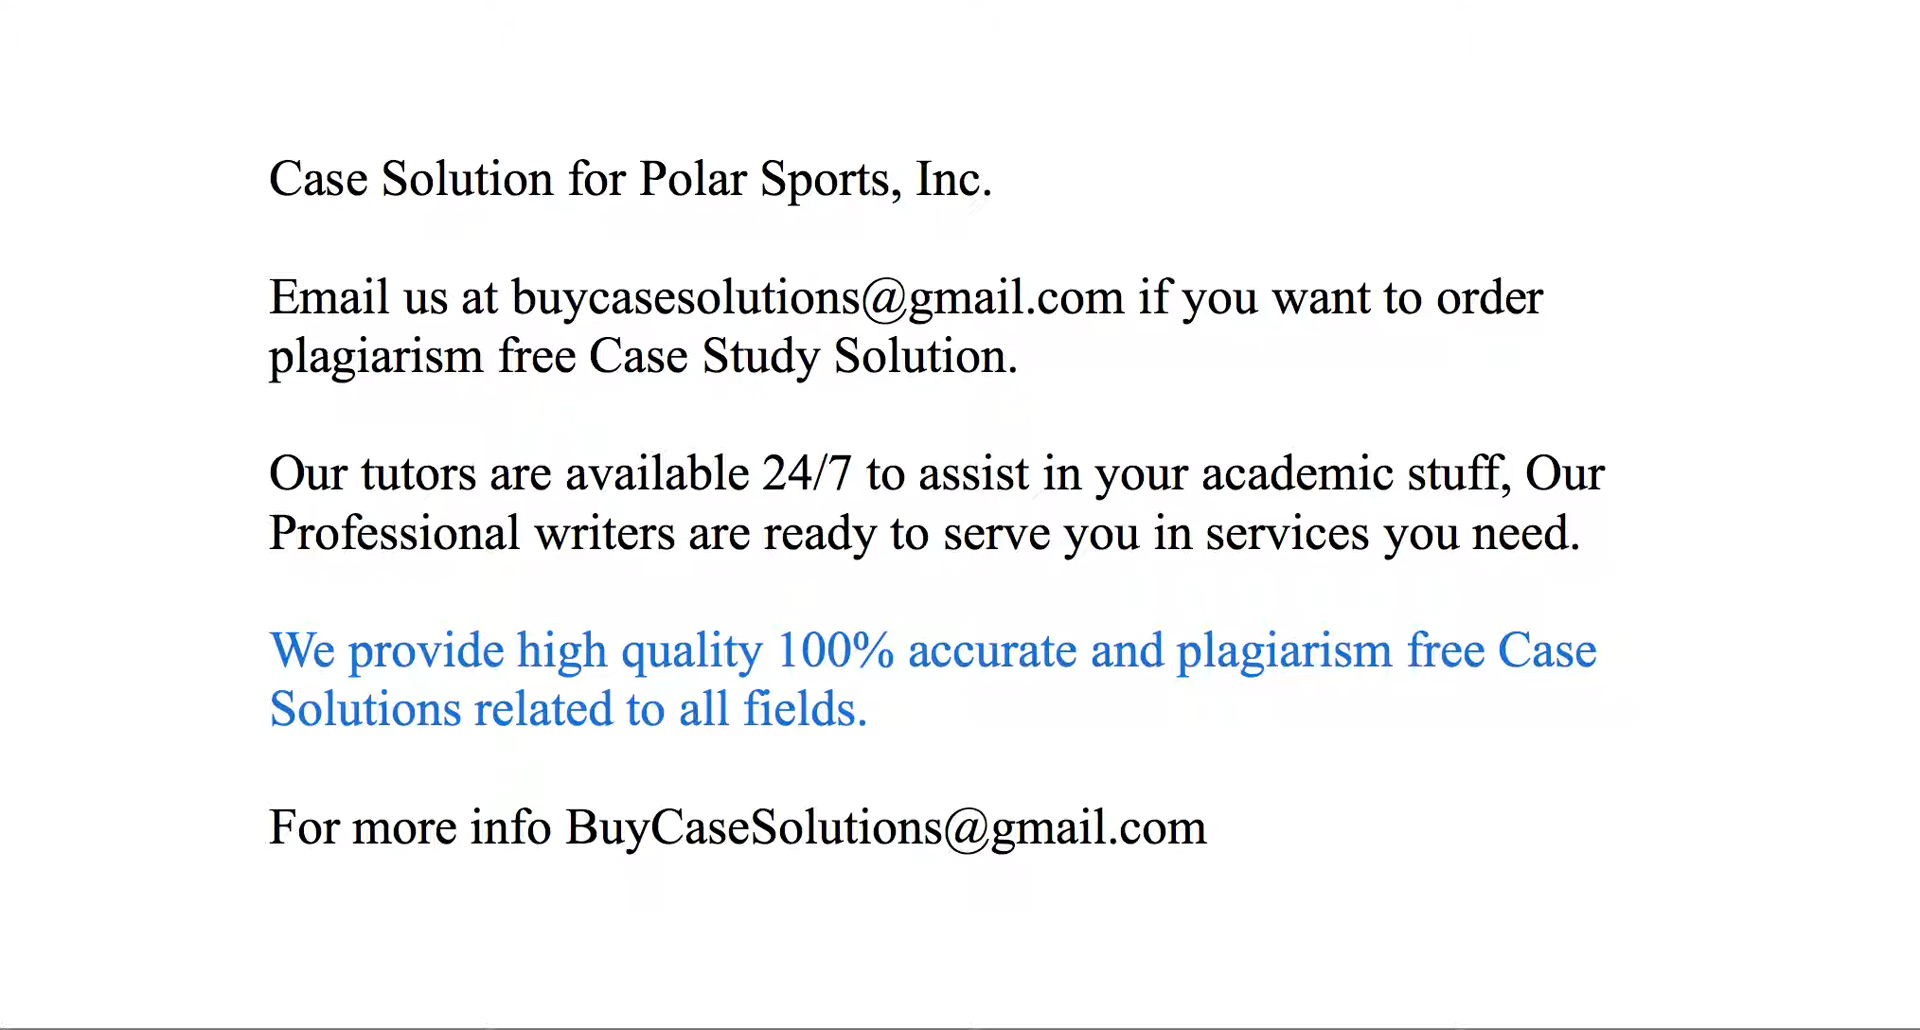 Case Solution for Polar Sports, Inc.
Email us at buycasesolutions@gmail.com if you want to order
plagiarism free Case Study Solution.
Our tutors are available 24/7 to assist in your academic stuff, Our
Professional writers are ready to serve you in services you need.
We provide high quality 100% accurate and plagiarism free Case
Solutions related to all fields.
For more info BuyCaseSolutions@gmail.com